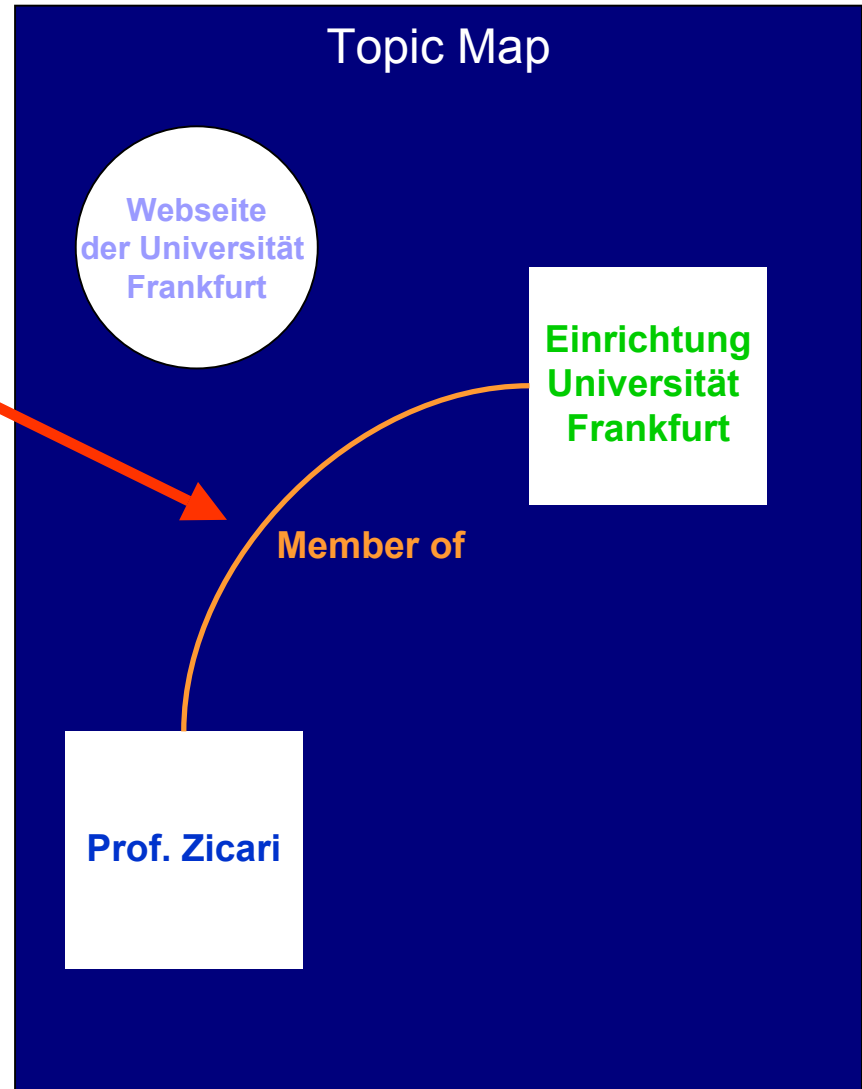 Topic Map
Webseite
der Universität
Frankfurt
Einrichtung
Universität
Frankfurt
Member of
Prof. Zicari